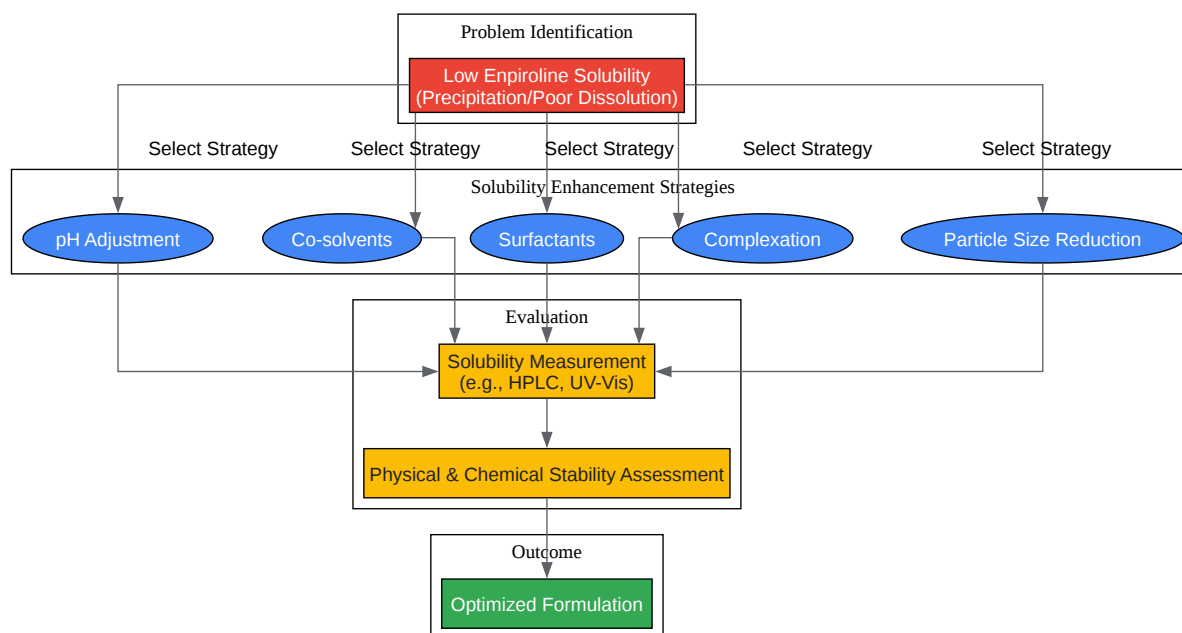 Problem Identification
Low Enpiroline Solubility
(Precipitation/Poor Dissolution)
Select Strategy
Select Strategy
Select Strategy
Select Strategy
Select Strategy
Solubility Enhancement Strategies
pH Adjustment
Co-solvents
Surfactants
Complexation
Particle Size Reduction
Evaluation
Solubility Measurement
(e.g., HPLC, UV-Vis)
Physical & Chemical Stability Assessment
Outcome
Optimized Formulation